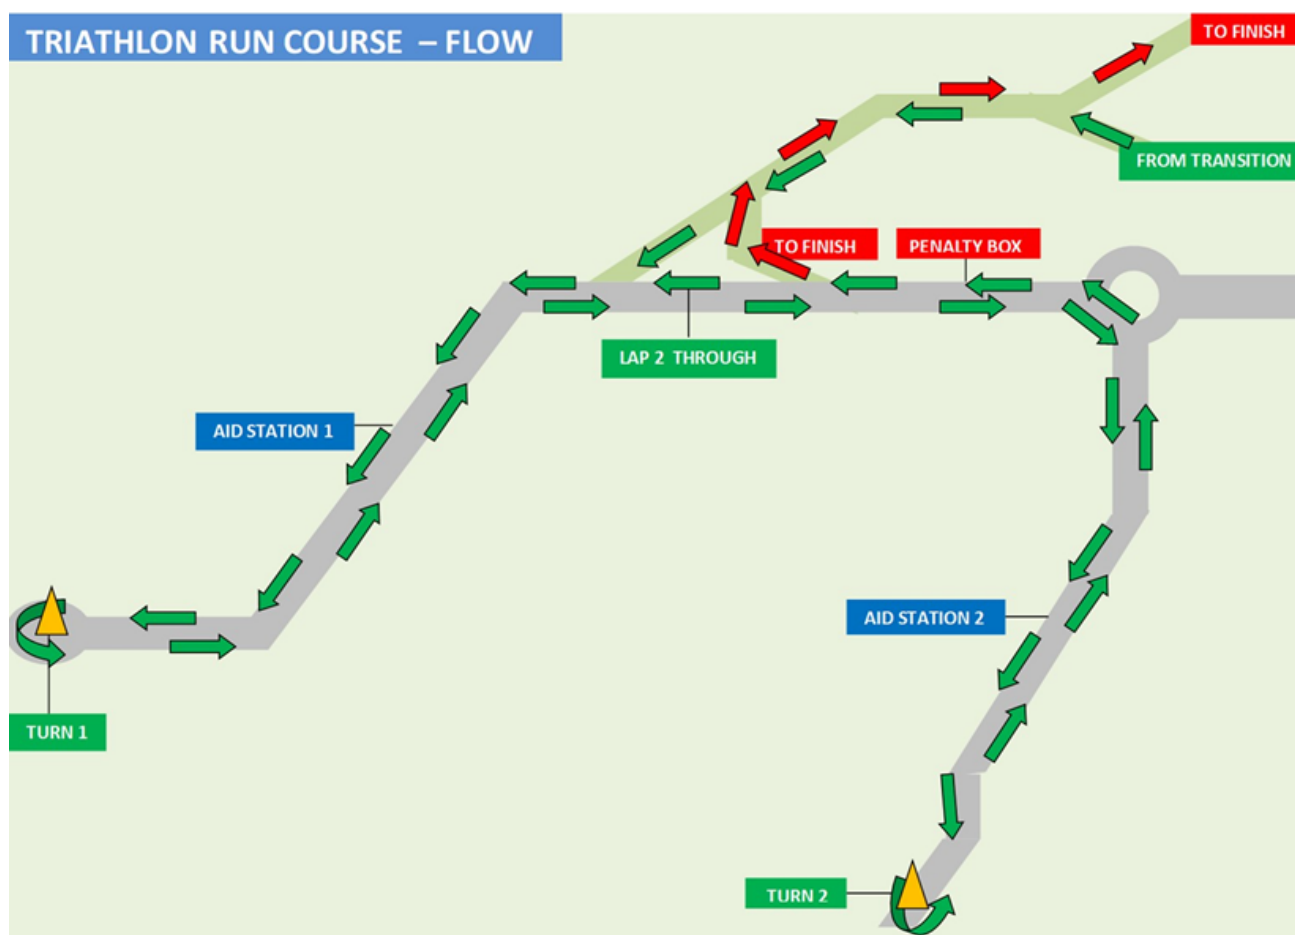 TRIATHLON RUN COURSE – FLOW
TO FINISH
FROM TRANSITION
TO FINISH
PENALTY BOX
LAP 2 THROUGH
AID STATION 1
AID STATION 2
TURN 1
TURN 2